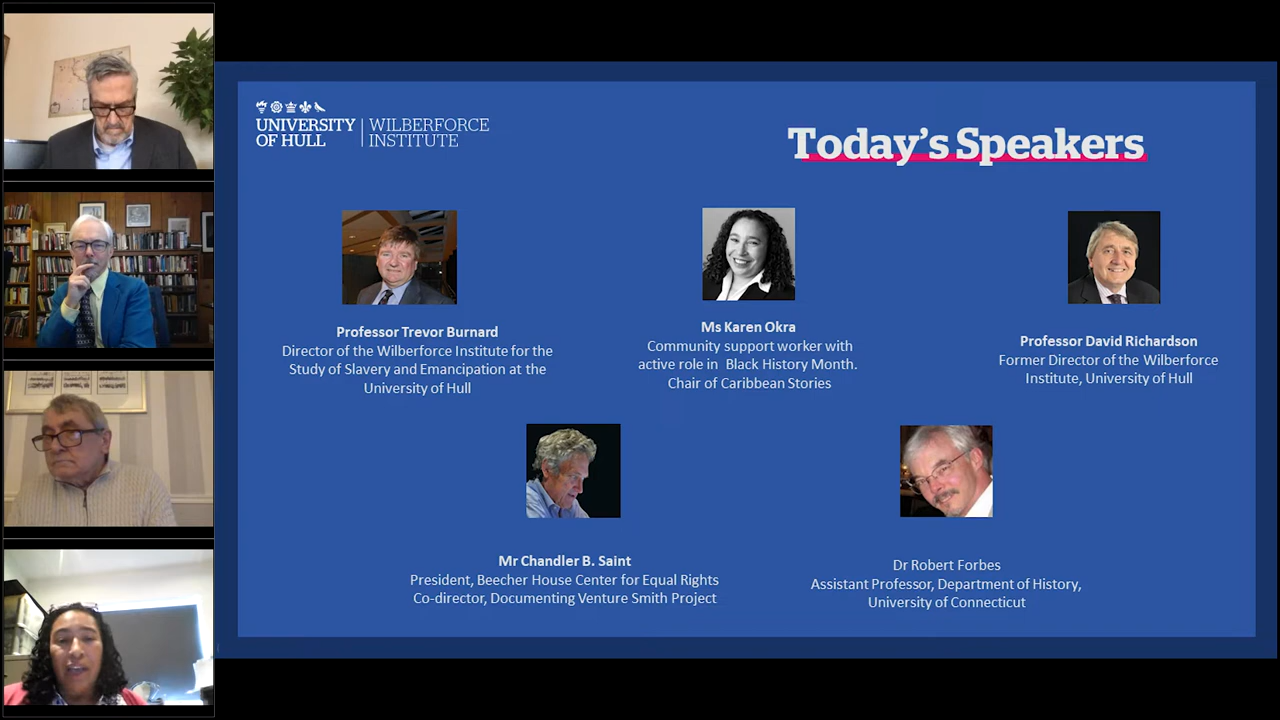 UNIVERSITY
OF HULL
WILBERFORCE
INSTITUTE
Today's Speakers
Professor Trevor Burnard
Director of the Wilberforce Institute for the
Study of Slavery and Emancipation at the
University of Hull
Ms Karen Okra
Community support worker with
active role in Black History Month.
Chair of Caribbean Stories
Professor David Richardson
Former Director of the Wilberforce
Institute, University of Hull
Mr Chandler B. Saint
President, Beecher House Center for Equal Rights
Co-director, Documenting Venture Smith Project
Dr Robert Forbes
Assistant Professor, Department of History,
University of Connecticut